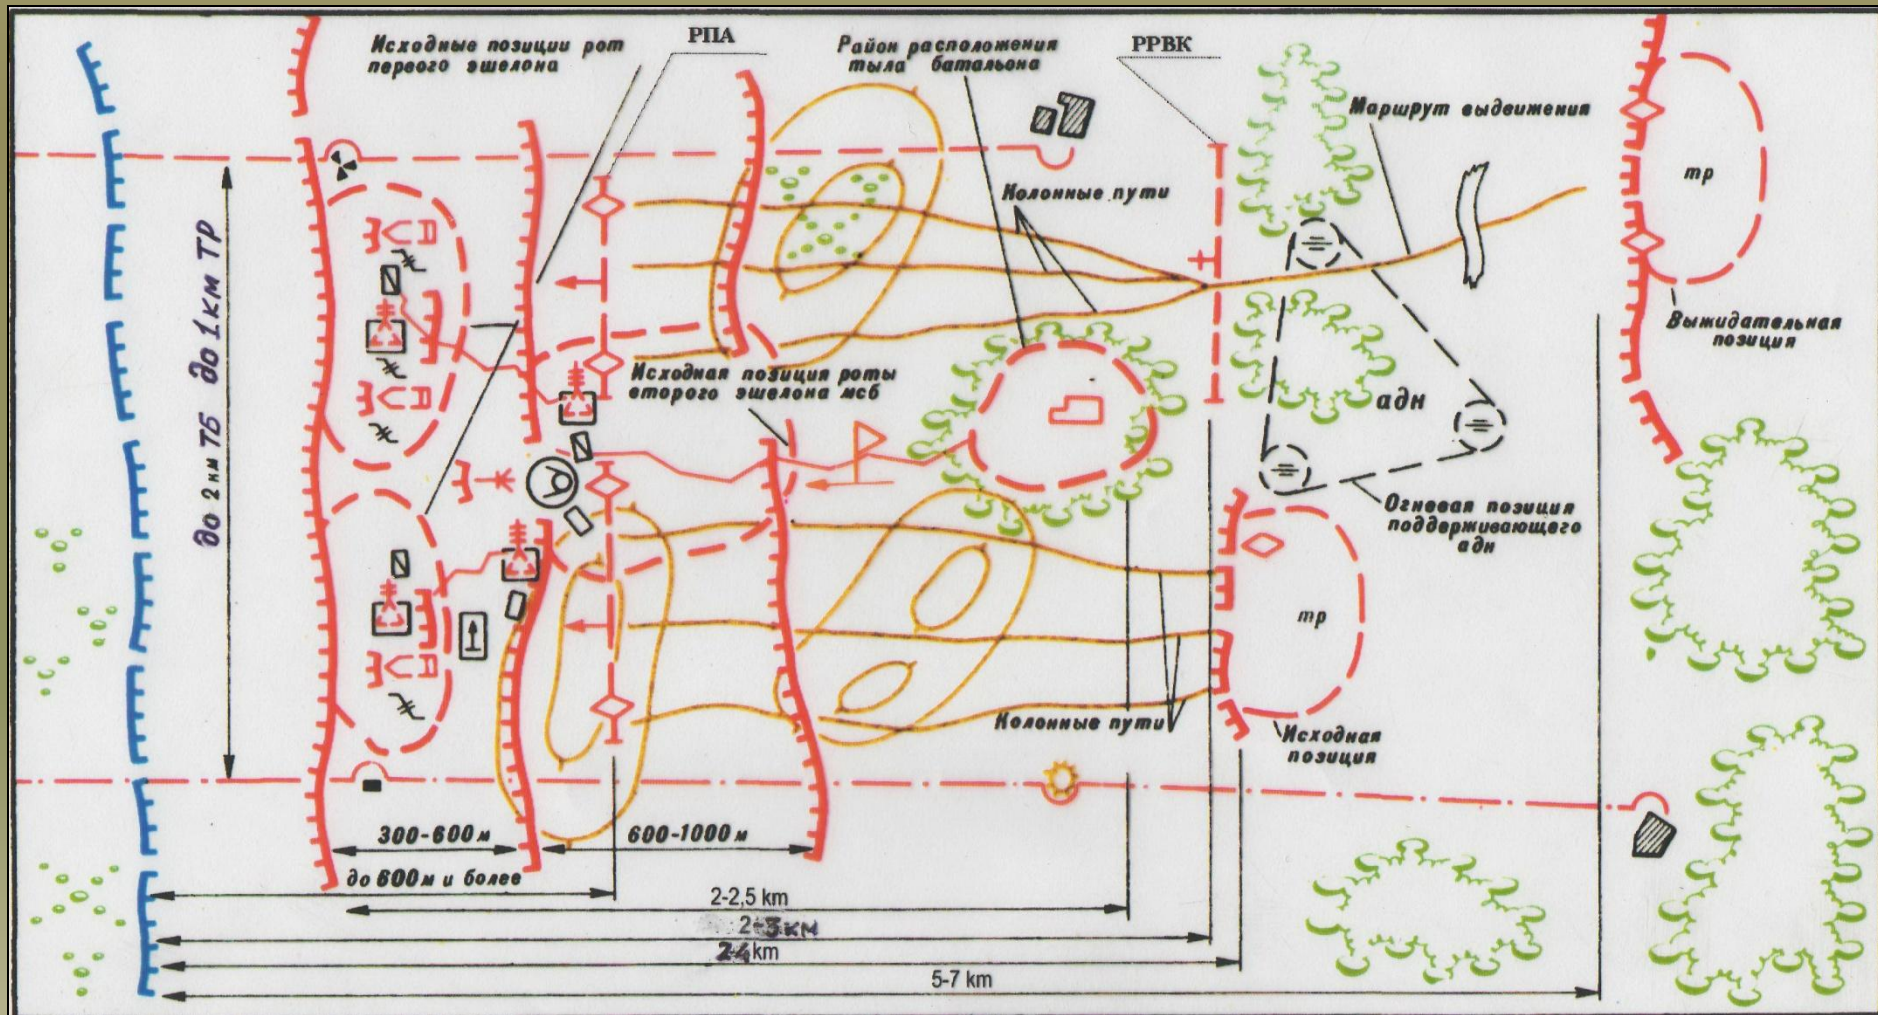 Исходные позиции рот
первого эшелона
РПА
Район расположения
тыла батальона
РРВК
Маршрут выдвижения
тр
Колонные пути
Выжидательная
позиция
до 2 км ТБ до 1 км ТР
Исходная позиция роты
второго эшелона мсб
адн
Огневая позиция
поддерживающего
адн
тр
Колонные пути
Исходная
позиция
300-600 м
600-1000 м
до 600 м и более
2-2,5 km
2-3 км
2-4 km
5-7 km